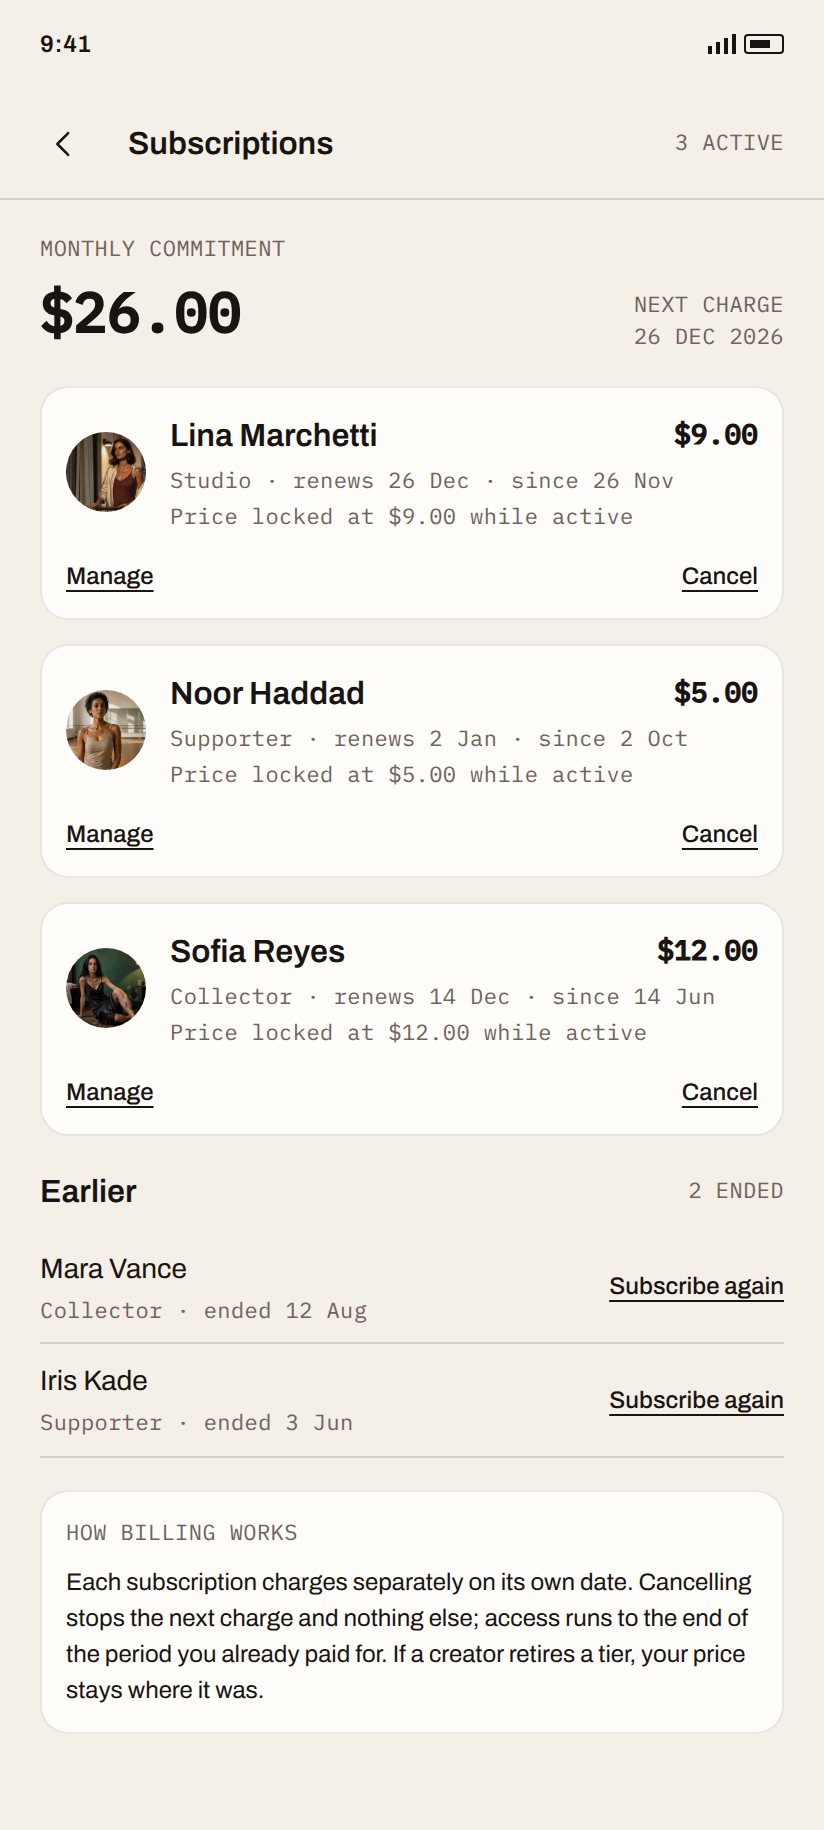 9:41
Subscriptions
3 ACTIVE
MONTHLY COMMITMENT
$26.00
NEXT CHARGE
26 DEC 2026
Lina Marchetti
$9.00
Studio · renews 26 Dec · since 26 Nov
Price locked at $9.00 while active
Manage
Cancel
Noor Haddad
$5.00
Supporter · renews 2 Jan · since 2 Oct
Price locked at $5.00 while active
Manage
Cancel
Sofia Reyes
$12.00
Collector · renews 14 Dec · since 14 Jun
Price locked at $12.00 while active
Manage
Cancel
Earlier
2 ENDED
Mara Vance
Collector · ended 12 Aug
Subscribe again
Iris Kade
Supporter · ended 3 Jun
Subscribe again
HOW BILLING WORKS
Each subscription charges separately on its own date. Cancelling
stops the next charge and nothing else; access runs to the end of
the period you already paid for. If a creator retires a tier, your price
stays where it was.